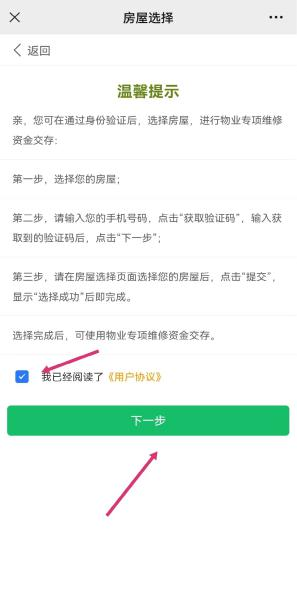 房屋选择
返回
温馨提示
亲，您可在通过身份验证后，选择房屋，进行物业专项维修
资金交存：
第一步，选择您的房屋；
第二步，请输入您的手机号码，点击“获取验证码”，输入获
取到的验证码后，点击“下一步”；
第三步，请在房屋选择页面选择您的房屋后，点击“提交”，
显示“选择成功”后即完成。
选择完成后，可使用物业专项维修资金交存。
我已经阅读了《用户协议》
下一步